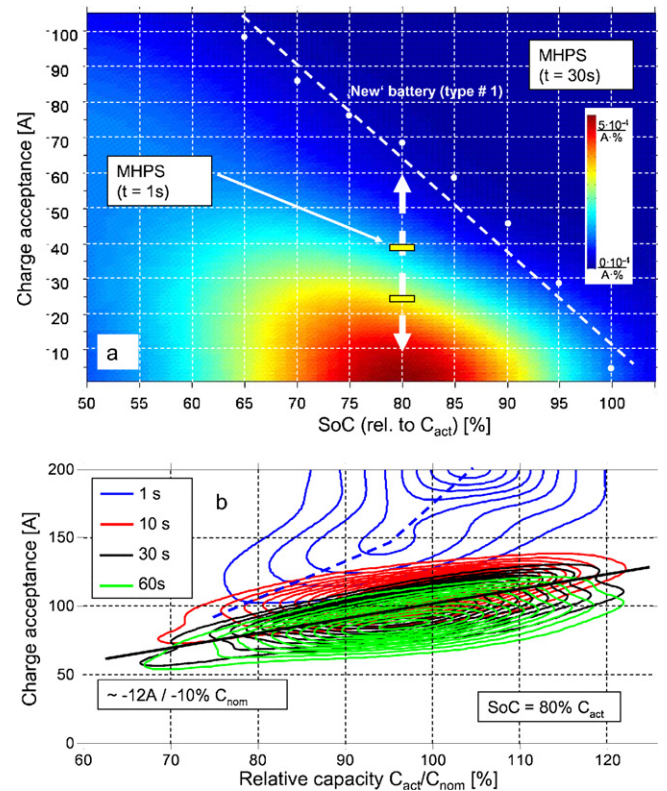 105
90
80
70
60
50
40
30
20
10
Charge acceptance [A]
MHPS
(t = 30s)
New' battery (type # 1)
MHPS
(t = 1s)
5·10⁻⁴
A·%
0·10⁻⁴
A·%
a
50 55 60 65 70 75 80 85 90 95 100 105
SoC (rel. to C_act) [%]
200
150
100
50
0
Charge acceptance [A]
b
1 s
10 s
30 s
60s
~ -12A / -10% C_nom
SoC = 80% C_act
60 70 80 90 100 110 120
Relative capacity C_act/C_nom [%]